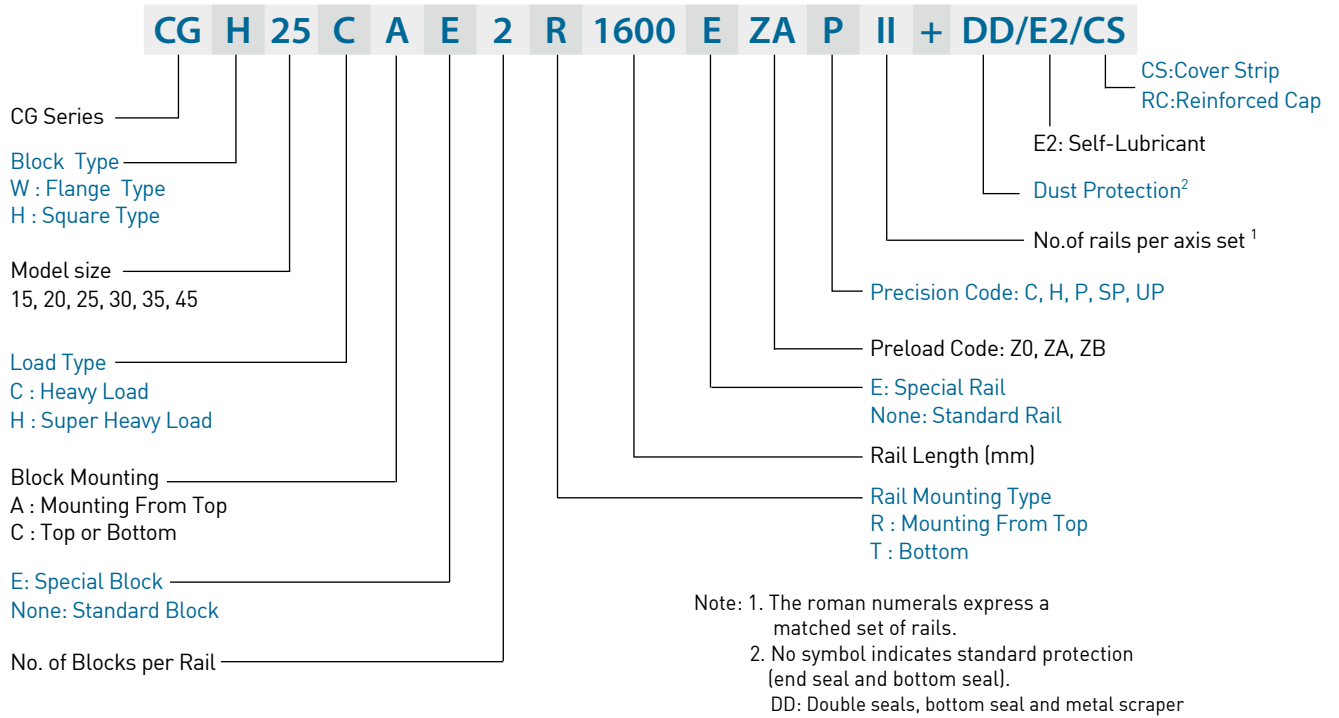 CG H 25 C A E 2 R 1600 E ZA P II + DD/E2/CS
CG Series
Block Type
W : Flange Type
H : Square Type
Model size
15, 20, 25, 30, 35, 45
Load Type
C : Heavy Load
H : Super Heavy Load
Block Mounting
A : Mounting From Top
C : Top or Bottom
E: Special Block
None: Standard Block
No. of Blocks per Rail
CS:Cover Strip
RC:Reinforced Cap
E2: Self-Lubricant
Dust Protection2
No.of rails per axis set 1
Precision Code: C, H, P, SP, UP
Preload Code: Z0, ZA, ZB
E: Special Rail
None: Standard Rail
Rail Length (mm)
Rail Mounting Type
R : Mounting From Top
T : Bottom
Note: 1. The roman numerals express a
matched set of rails.
2. No symbol indicates standard protection
(end seal and bottom seal).
DD: Double seals, bottom seal and metal scraper